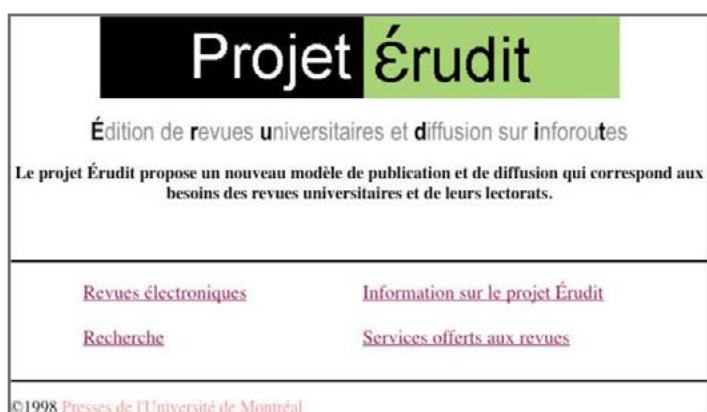 Projet Érudit
Édition de revues universitaires et diffusion sur inforoutes
Le projet Érudit propose un nouveau modèle de publication et de diffusion qui correspond aux
besoins des revues universitaires et de leurs lectorats.
Revues électroniques Information sur le projet Érudit
Recherche Services offerts aux revues
©1998 Presses de l'Université de Montréal